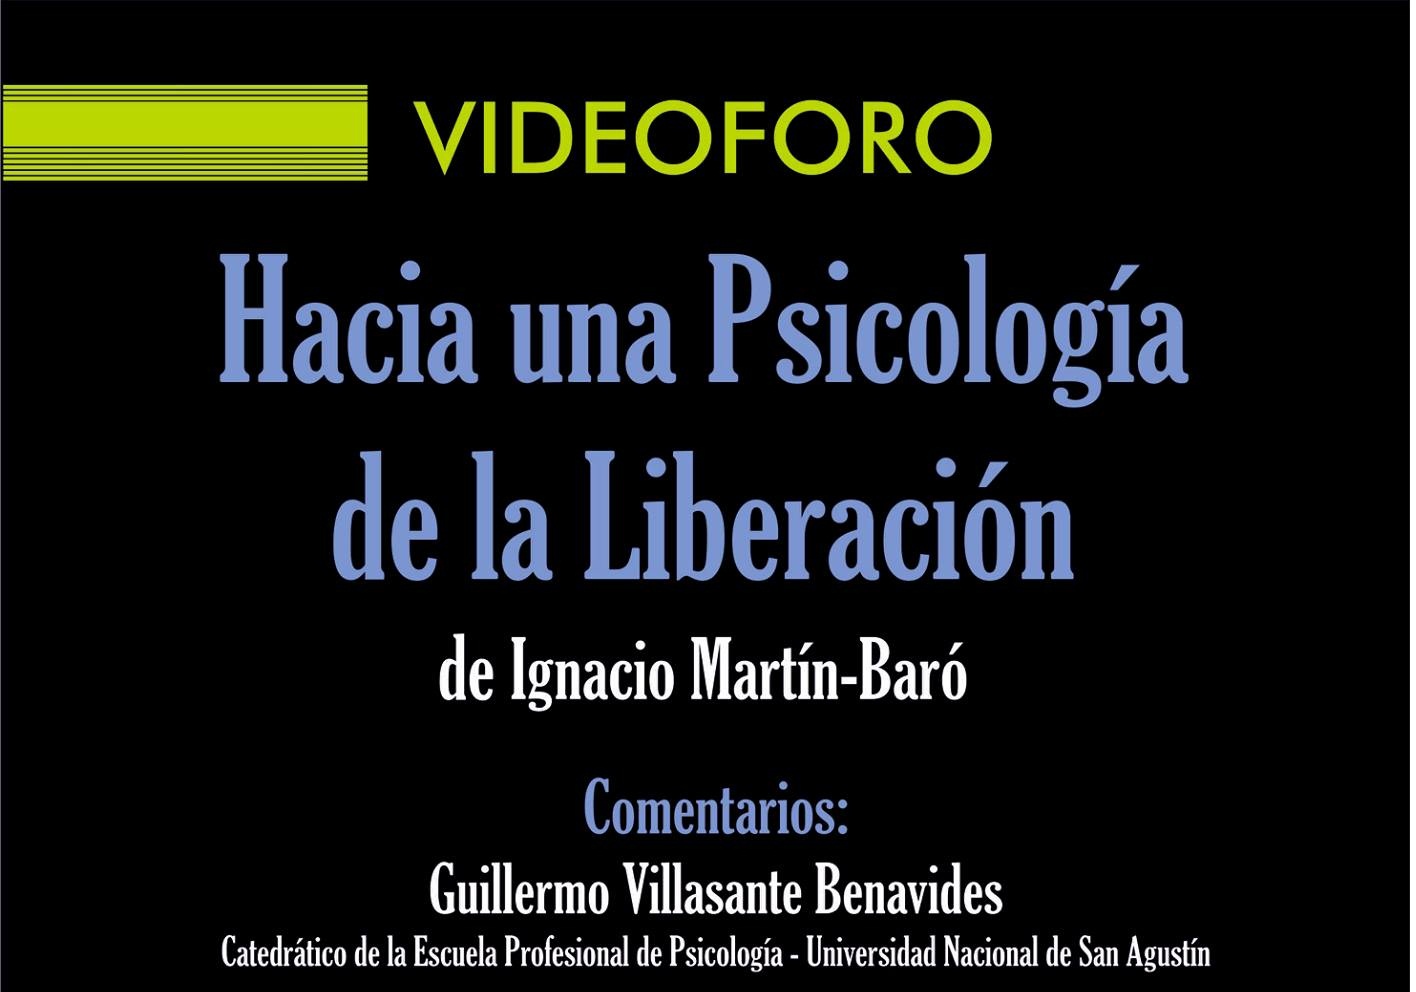 VIDEOFORO
Hacia una Psicología
de la Liberación
de Ignacio Martín-Baró
Comentarios:
Guillermo Villasante Benavides
Catedrático de la Escuela Profesional de Psicología - Universidad Nacional de San Agustín